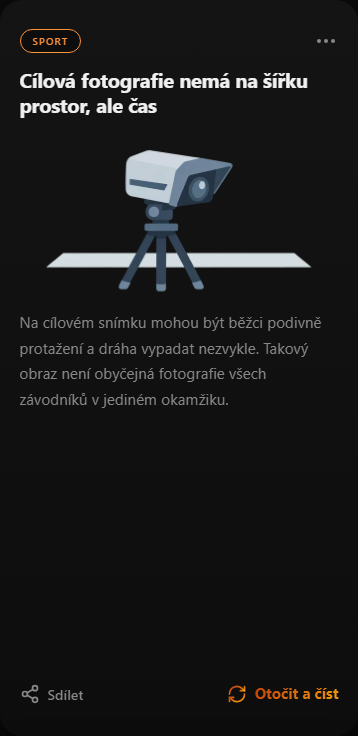 SPORT
Cílová fotografie nemá na šířku
prostor, ale čas
Na cílovém snímku mohou být běžci podivně
protažení a dráha vypadat nezvykle. Takový
obraz není obyčejná fotografie všech
závodníků v jediném okamžiku.
Sdílet
Otočit a číst